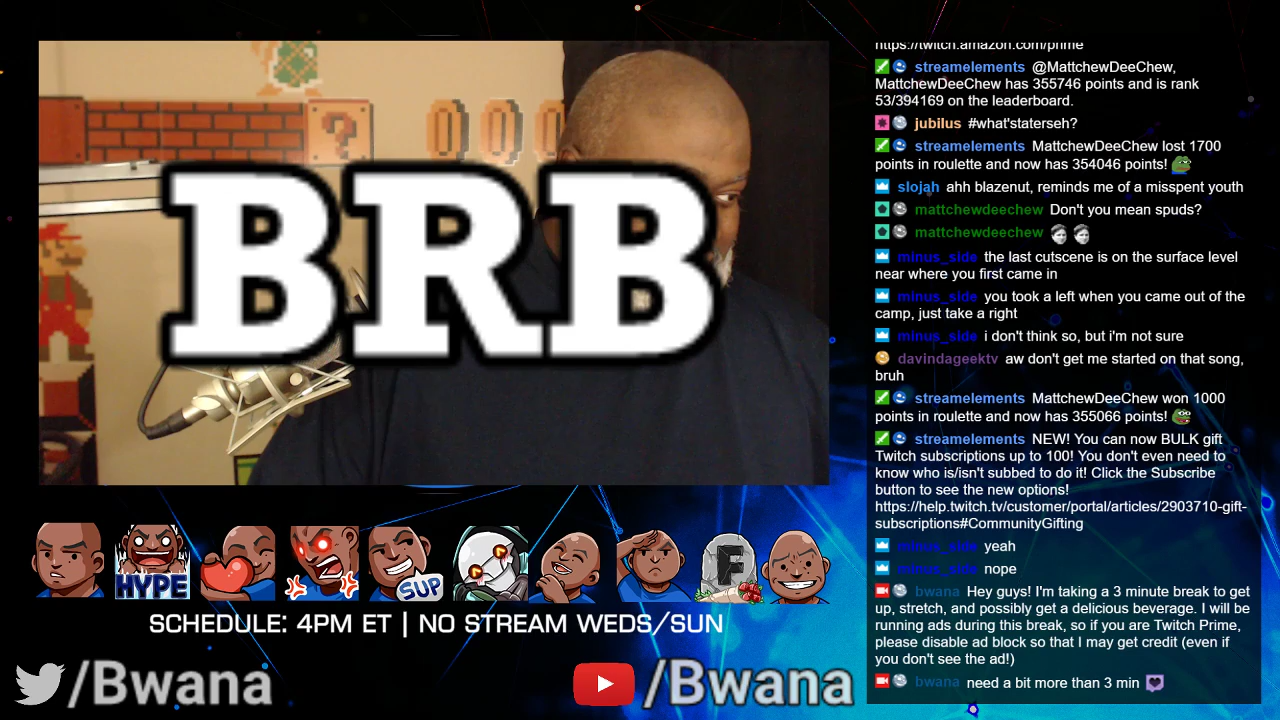 BRB
?
HYPE
SUP
F
SCHEDULE: 4PM ET | NO STREAM WEDS/SUN
/Bwana
/Bwana
https://twitch.amazon.com/prime
streamelements @MattchewDeeChew,
MattchewDeeChew has 355746 points and is rank
53/394169 on the leaderboard.
jubilus #what'staterseh?
streamelements MattchewDeeChew lost 1700
points in roulette and now has 354046 points!
slojah ahh blazenut, reminds me of a misspent youth
mattchewdeechew Don't you mean spuds?
mattchewdeechew
minus_side the last cutscene is on the surface level
near where you first came in
minus_side you took a left when you came out of the
camp, just take a right
minus_side i don't think so, but i'm not sure
davindageektv aw don't get me started on that song,
bruh
streamelements MattchewDeeChew won 1000
points in roulette and now has 355066 points!
streamelements NEW! You can now BULK gift
Twitch subscriptions up to 100! You don't even need to
know who is/isn't subbed to do it! Click the Subscribe
button to see the new options!
https://help.twitch.tv/customer/portal/articles/2903710-gift-
subscriptions#CommunityGifting
minus_side yeah
minus_side nope
bwana Hey guys! I'm taking a 3 minute break to get
up, stretch, and possibly get a delicious beverage. I will be
running ads during this break, so if you are Twitch Prime,
please disable ad block so that I may get credit (even if
you don't see the ad!)
bwana need a bit more than 3 min